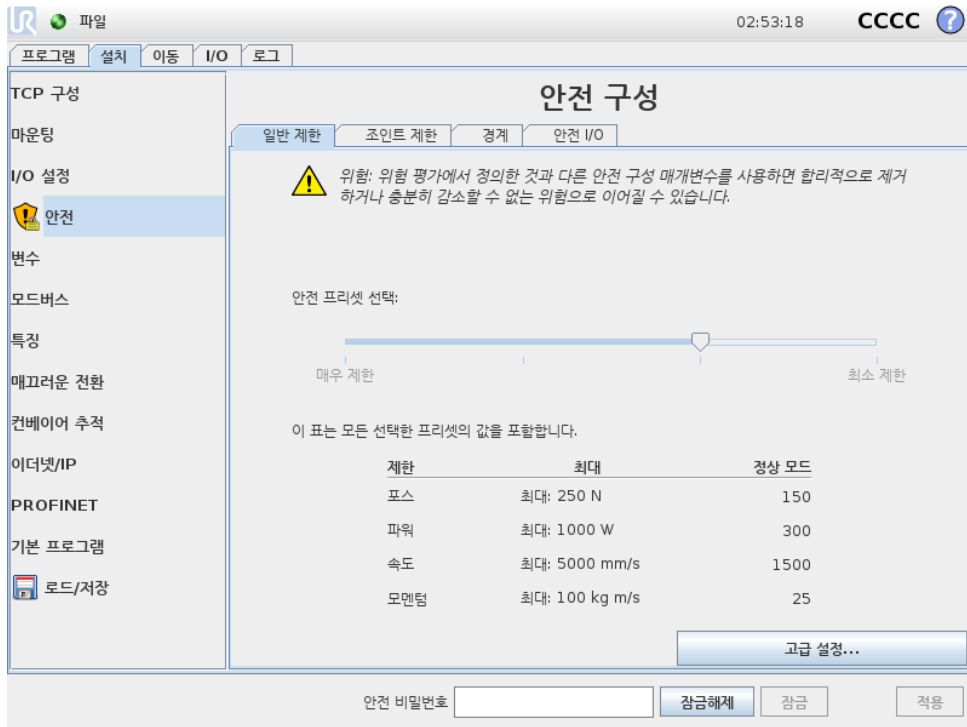 UR 파일 02:53:18 CCCC ?
프로그램 설치 이동 I/O 로그
TCP 구성
마운팅
I/O 설정
안전
변수
모드버스
특징
매끄러운 전환
컨베이어 추적
이더넷/IP
PROFINET
기본 프로그램
로드/저장
안전 구성
일반 제한 조인트 제한 경계 안전 I/O
위험: 위험 평가에서 정의한 것과 다른 안전 구성 매개변수를 사용하면 합리적으로 제거
하거나 충분히 감소할 수 없는 위험으로 이어질 수 있습니다.
안전 프리셋 선택:
매우 제한 최소 제한
이 표는 모든 선택한 프리셋의 값을 포함합니다.
제한 최대 정상 모드
포스 최대: 250 N 150
파워 최대: 1000 W 300
속도 최대: 5000 mm/s 1500
모멘텀 최대: 100 kg m/s 25
고급 설정...
안전 비밀번호 잠금해제 잠금 적용